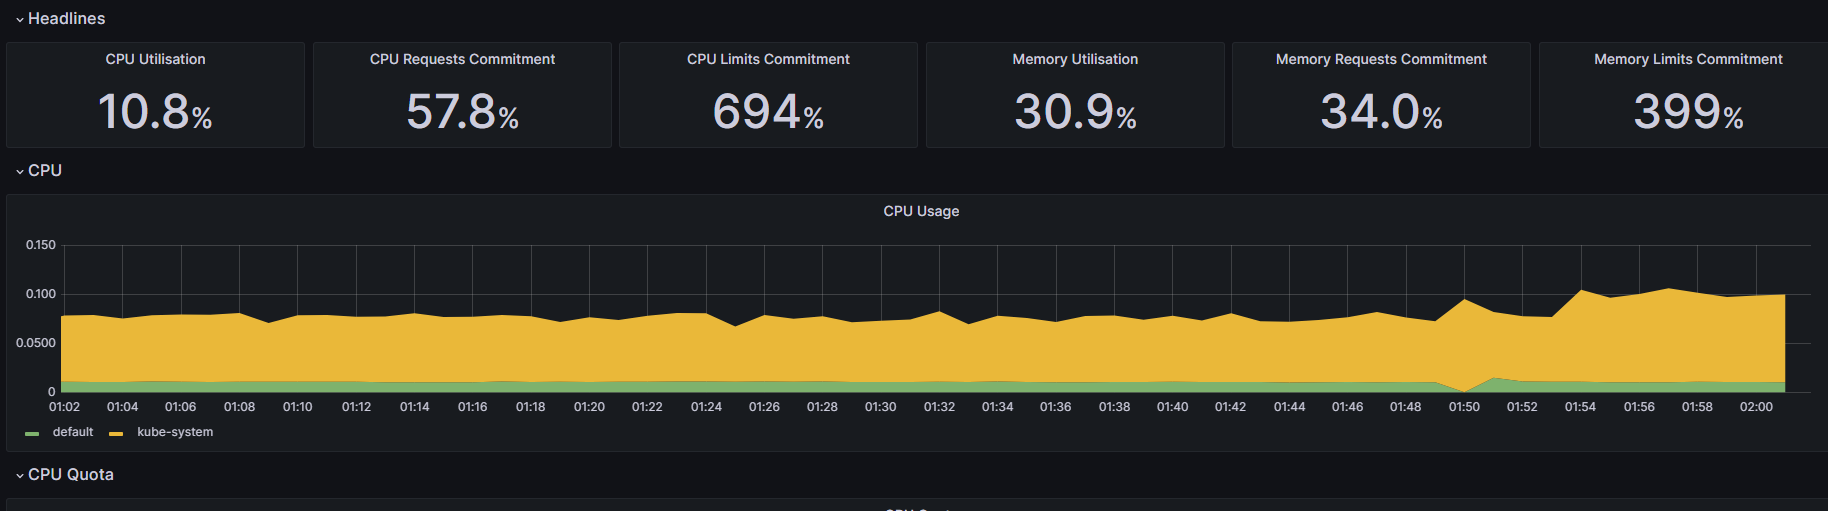 Headlines
CPU Utilisation
10.8%
CPU Requests Commitment
57.8%
CPU Limits Commitment
694%
Memory Utilisation
30.9%
Memory Requests Commitment
34.0%
Memory Limits Commitment
399%
CPU
CPU Usage
0.150
0.100
0.0500
0
01:02 01:04 01:06 01:08 01:10 01:12 01:14 01:16 01:18 01:20 01:22 01:24 01:26 01:28 01:30 01:32 01:34 01:36 01:38 01:40 01:42 01:44 01:46 01:48 01:50 01:52 01:54 01:56 01:58 02:00
default kube-system
CPU Quota